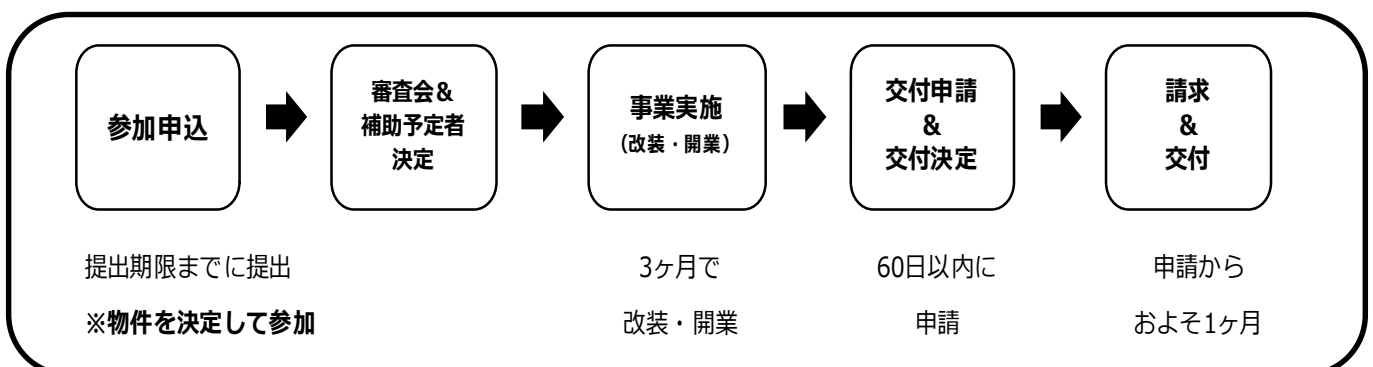 参加申込
審査会&
補助予定者
決定
事業実施
(改装・開業)
交付申請
&
交付決定
請求
&
交付
提出期限までに提出
※物件を決定して参加
3ヶ月で
改装・開業
60日以内に
申請
申請から
およそ1ヶ月